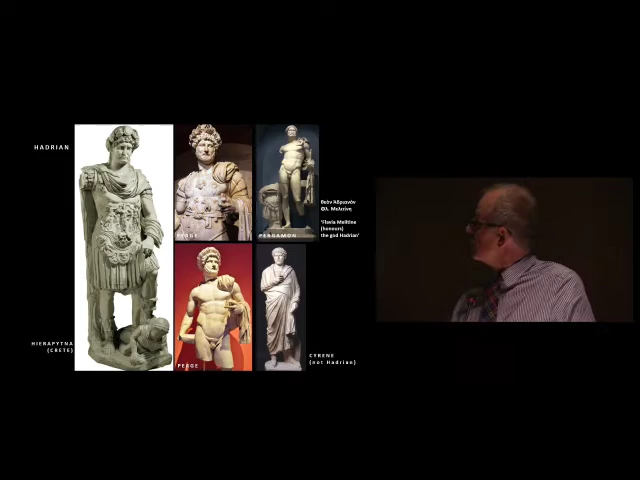 HADRIAN
HIERAPYTNA
(CRETE)
PERGE
PERGAMON
θεὸν Ἁδριανὸν
Φλ. Μελιτίνη
'Flavia Melitine
(honours)
the god Hadrian'
PERGE
CYRENE
(not Hadrian)